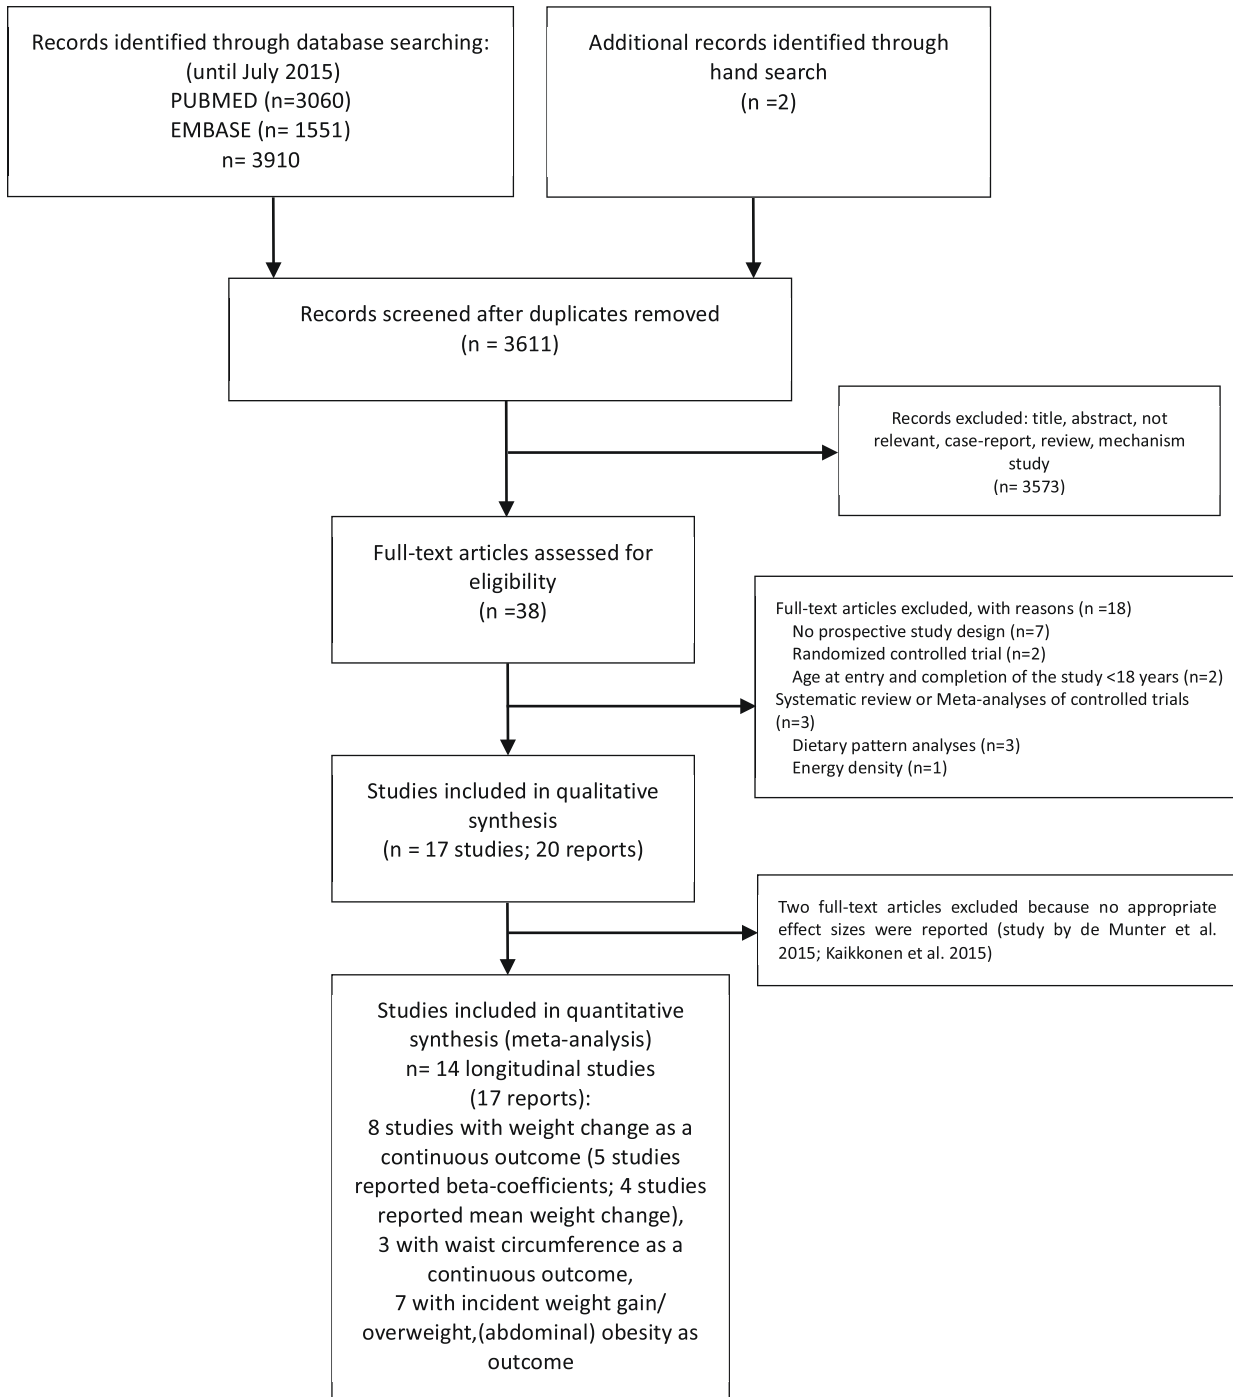 Records identified through database searching:
(until July 2015)
PUBMED (n=3060)
EMBASE (n= 1551)
n= 3910
Additional records identified through
hand search
(n =2)
Records screened after duplicates removed
(n = 3611)
Records excluded: title, abstract, not
relevant, case-report, review, mechanism
study
(n= 3573)
Full-text articles assessed for
eligibility
(n =38)
Full-text articles excluded, with reasons (n =18)
No prospective study design (n=7)
Randomized controlled trial (n=2)
Age at entry and completion of the study <18 years (n=2)
Systematic review or Meta-analyses of controlled trials
(n=3)
Dietary pattern analyses (n=3)
Energy density (n=1)
Studies included in qualitative
synthesis
(n = 17 studies; 20 reports)
Two full-text articles excluded because no appropriate
effect sizes were reported (study by de Munter et al.
2015; Kaikkonen et al. 2015)
Studies included in quantitative
synthesis (meta-analysis)
n= 14 longitudinal studies
(17 reports):
8 studies with weight change as a
continuous outcome (5 studies
reported beta-coefficients; 4 studies
reported mean weight change),
3 with waist circumference as a
continuous outcome,
7 with incident weight gain/
overweight,(abdominal) obesity as
outcome